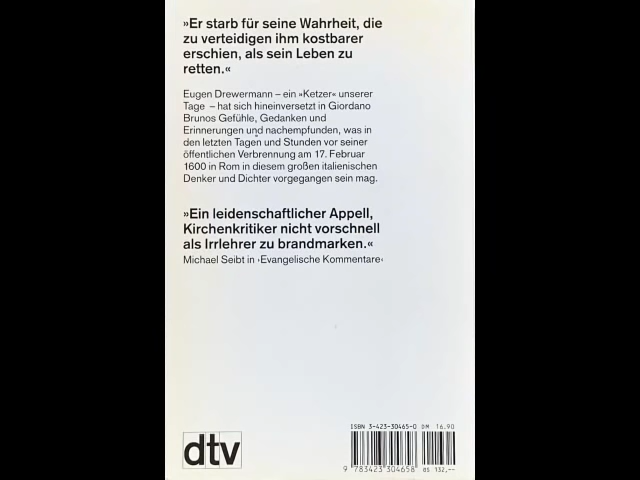 »Er starb für seine Wahrheit, die
zu verteidigen ihm kostbarer
erschien, als sein Leben zu
retten.«
Eugen Drewermann – ein »Ketzer« unserer
Tage – hat sich hineinversetzt in Giordano
Brunos Gefühle, Gedanken und
Erinnerungen und nachempfunden, was in
den letzten Tagen und Stunden vor seiner
öffentlichen Verbrennung am 17. Februar
1600 in Rom in diesem großen italienischen
Denker und Dichter vorgegangen sein mag.
»Ein leidenschaftlicher Appell,
Kirchenkritiker nicht vorschnell
als Irrlehrer zu brandmarken.«
Michael Seibt in ›Evangelische Kommentare‹
ISBN 3-423-30465-0 DM 16.90
dtv
9 783423 304658 öS 132,--